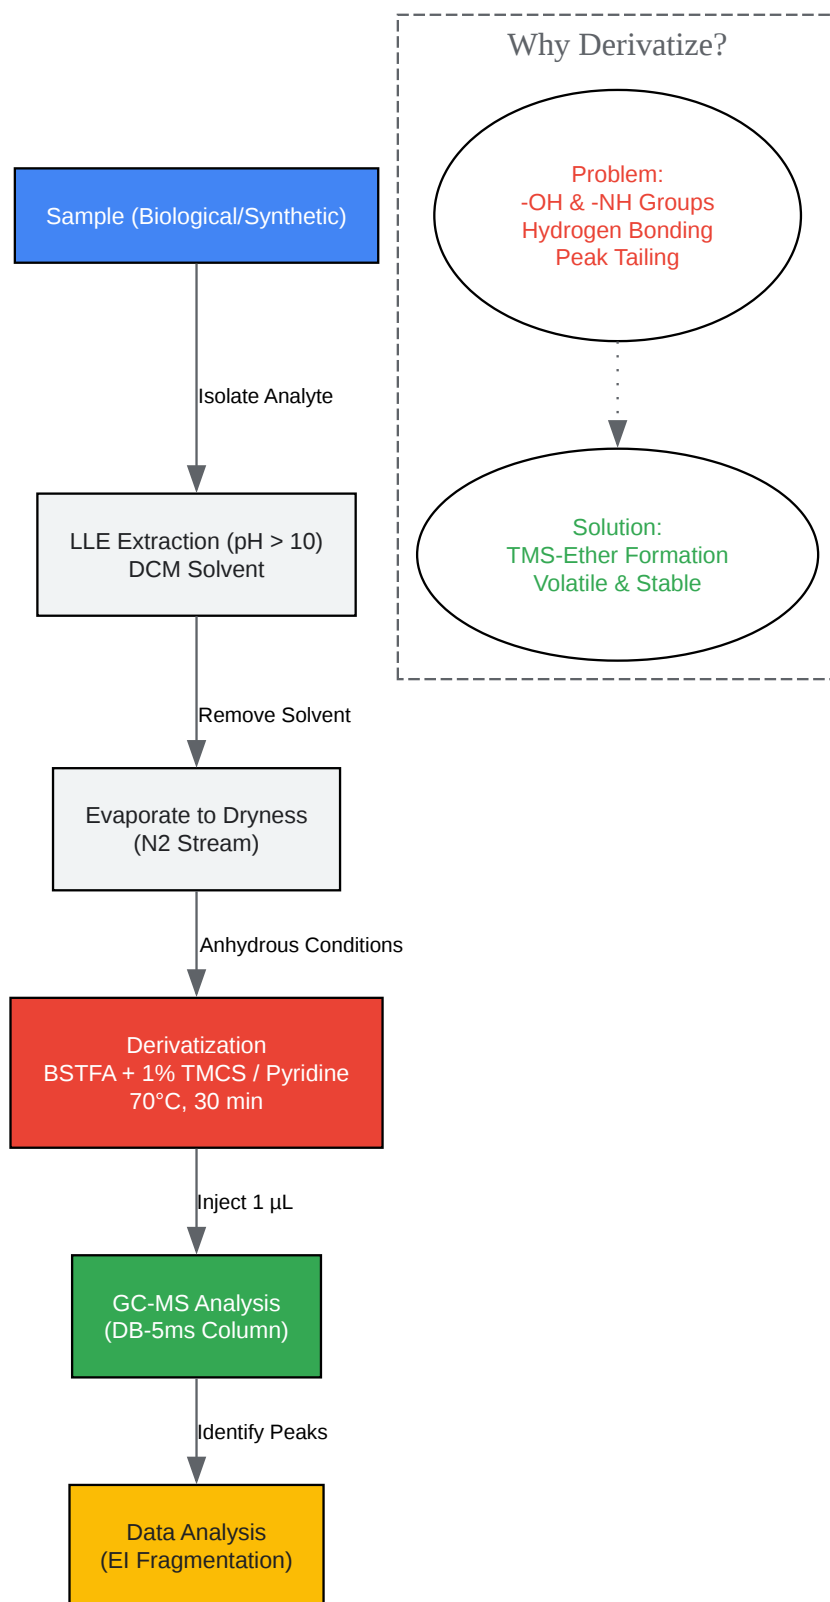 Why Derivatize?
Problem:
-OH & -NH Groups
Hydrogen Bonding
Peak Tailing
Solution:
TMS-Ether Formation
Volatile & Stable
Sample (Biological/Synthetic)
Isolate Analyte
LLE Extraction (pH > 10)
DCM Solvent
Remove Solvent
Evaporate to Dryness
(N2 Stream)
Anhydrous Conditions
Derivatization
BSTFA + 1% TMCS / Pyridine
70°C, 30 min
Inject 1 µL
GC-MS Analysis
(DB-5ms Column)
Identify Peaks
Data Analysis
(EI Fragmentation)